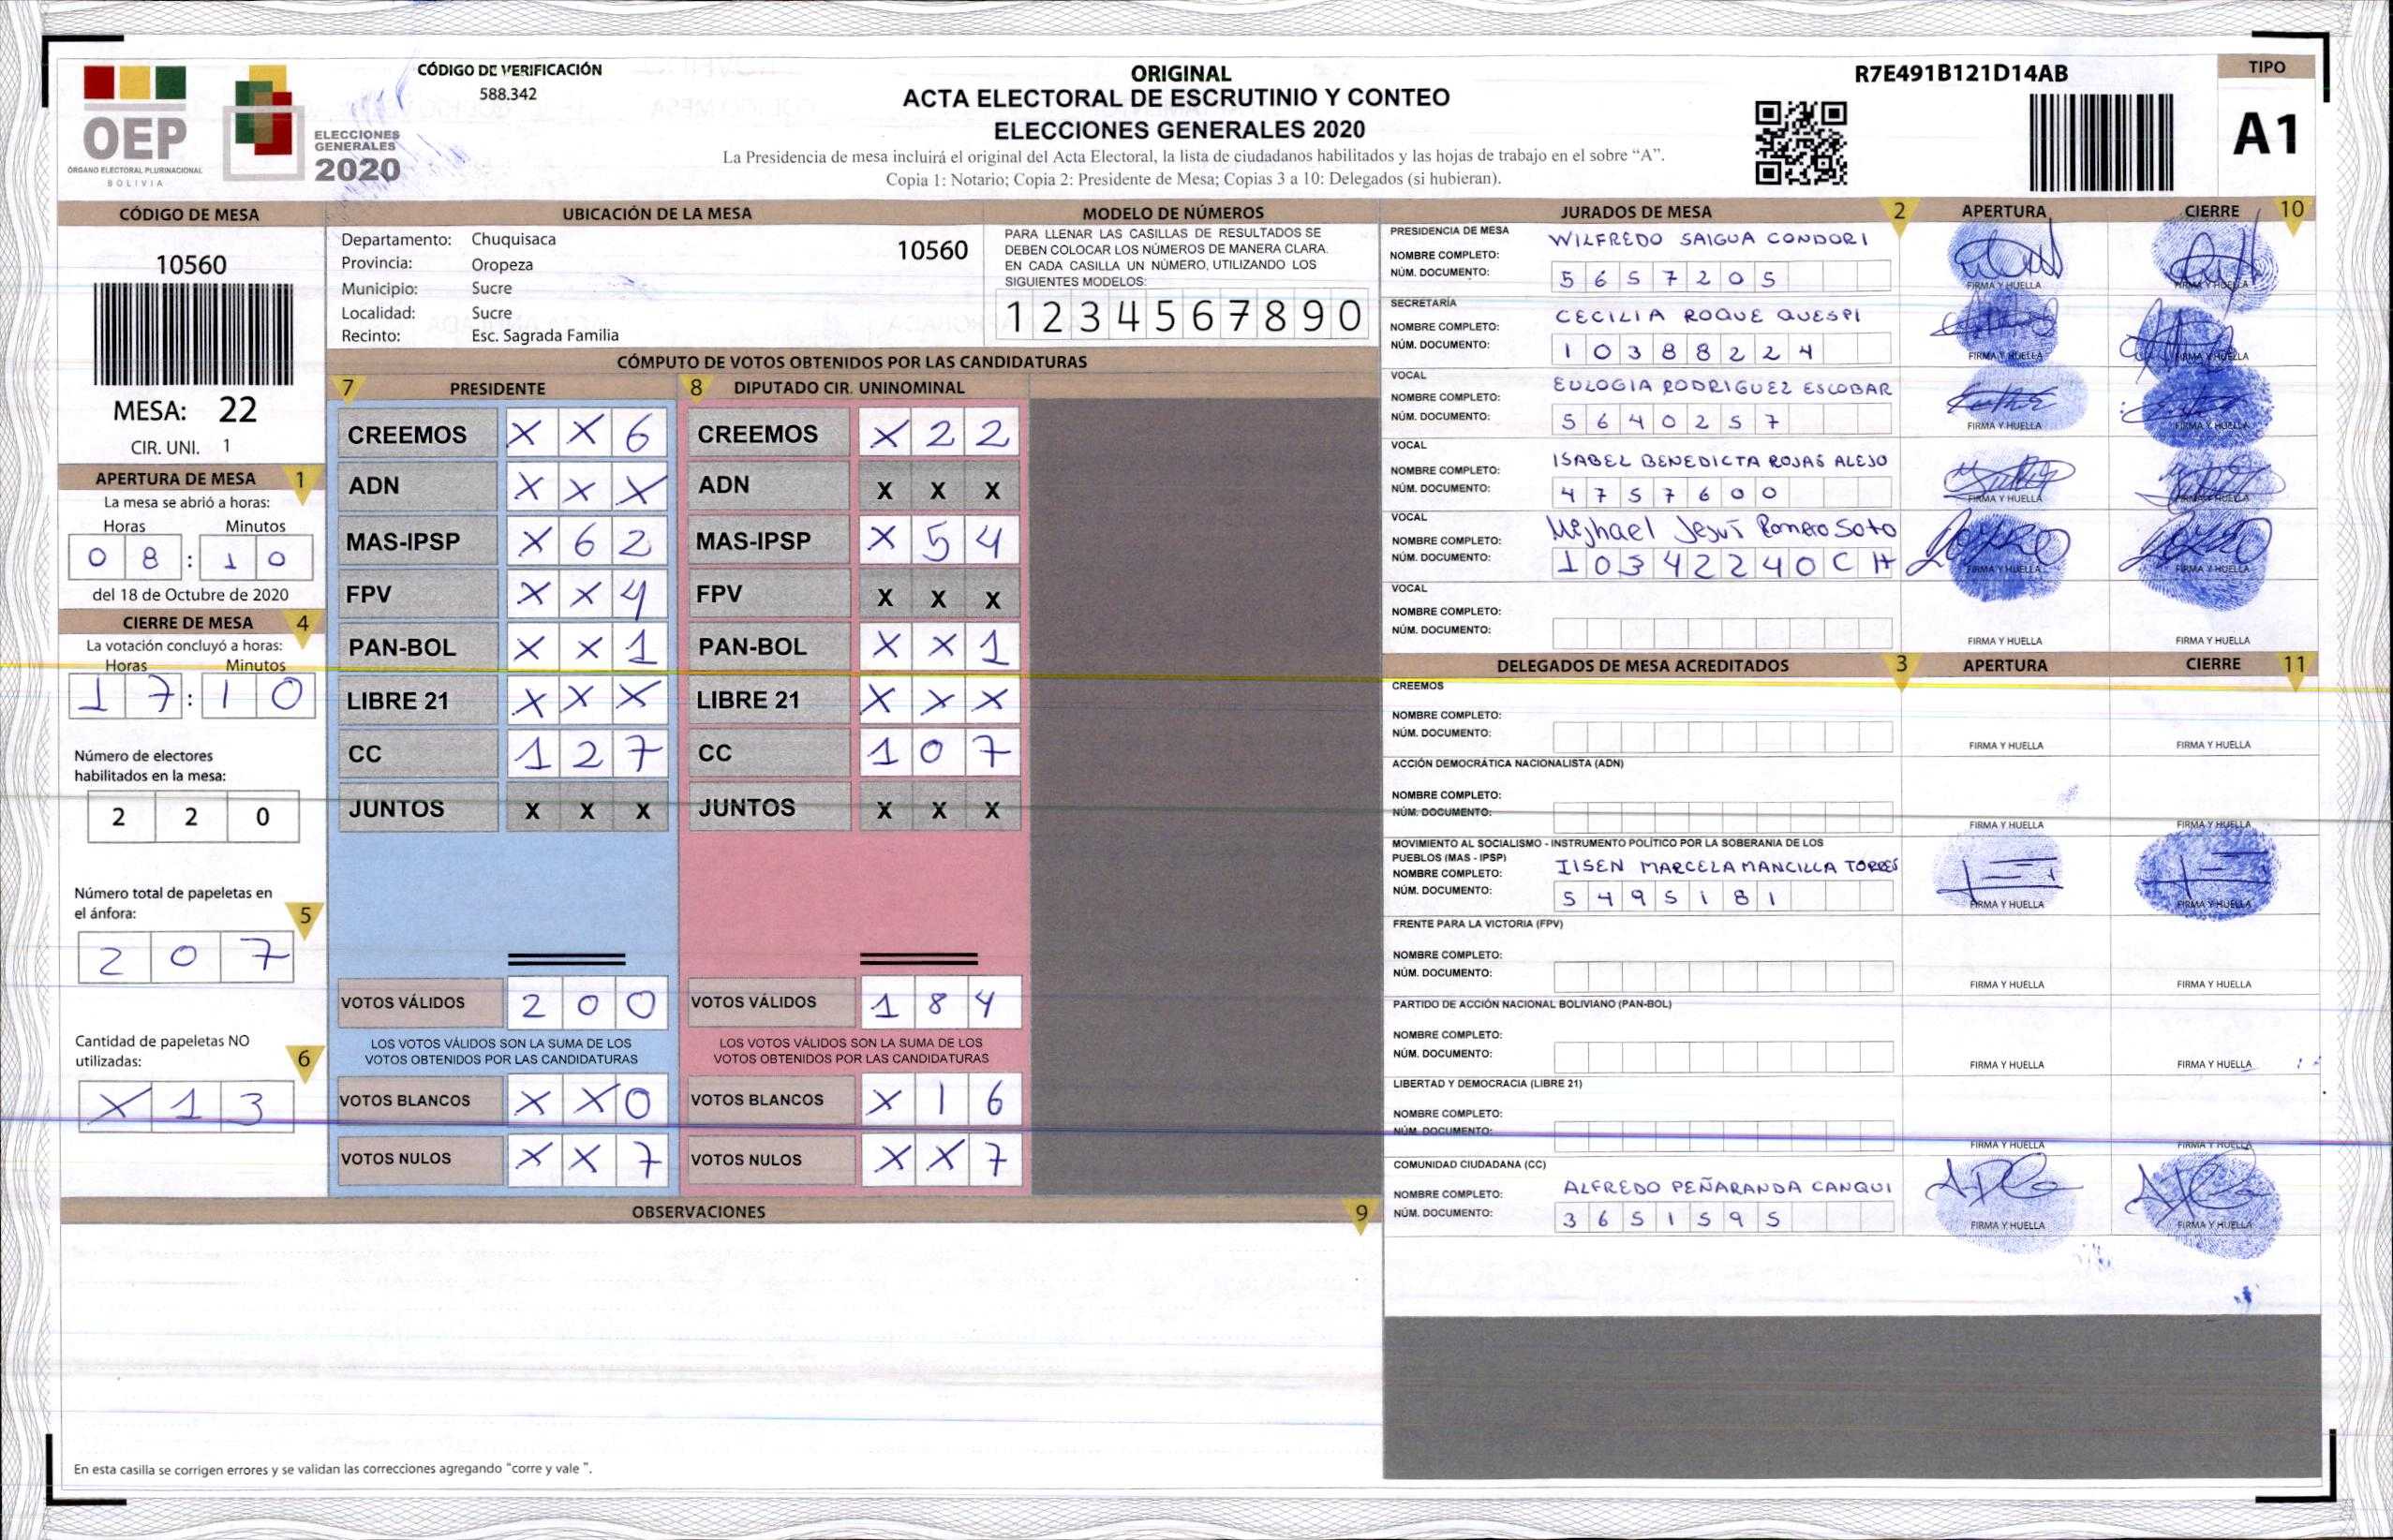 OEP
ÓRGANO ELECTORAL PLURINACIONAL
BOLIVIA
ELECCIONES
GENERALES
2020
CÓDIGO DE VERIFICACIÓN
588.342
ORIGINAL
ACTA ELECTORAL DE ESCRUTINIO Y CONTEO
ELECCIONES GENERALES 2020
La Presidencia de mesa incluirá el original del Acta Electoral, la lista de ciudadanos habilitados y las hojas de trabajo en el sobre “A”.
Copia 1: Notario; Copia 2: Presidente de Mesa; Copias 3 a 10: Delegados (si hubieran).
R7E491B121D14AB
TIPO
A1
CÓDIGO DE MESA
10560
MESA: 22
CIR. UNI. 1
APERTURA DE MESA 1
La mesa se abrió a horas:
Horas Minutos
0 8 : 1 0
del 18 de Octubre de 2020
CIERRE DE MESA 4
La votación concluyó a horas:
Horas Minutos
1 7 : 1 0
Número de electores
habilitados en la mesa:
2 2 0
Número total de papeletas en
el ánfora: 5
2 0 7
Cantidad de papeletas NO
utilizadas: 6
X 1 3
UBICACIÓN DE LA MESA
Departamento: Chuquisaca 10560
Provincia: Oropeza
Municipio: Sucre
Localidad: Sucre
Recinto: Esc. Sagrada Familia
MODELO DE NÚMEROS
PARA LLENAR LAS CASILLAS DE RESULTADOS SE
DEBEN COLOCAR LOS NÚMEROS DE MANERA CLARA.
EN CADA CASILLA UN NÚMERO, UTILIZANDO LOS
SIGUIENTES MODELOS:
1 2 3 4 5 6 7 8 9 0
CÓMPUTO DE VOTOS OBTENIDOS POR LAS CANDIDATURAS
7 PRESIDENTE 8 DIPUTADO CIR. UNINOMINAL
CREEMOS X X 6 CREEMOS X 2 2
ADN X X X ADN X X X
MAS-IPSP X 6 2 MAS-IPSP X 5 4
FPV X X 4 FPV X X X
PAN-BOL X X 1 PAN-BOL X X 1
LIBRE 21 X X X LIBRE 21 X X X
CC 1 2 7 CC 1 0 7
JUNTOS X X X JUNTOS X X X
VOTOS VÁLIDOS 2 0 0 VOTOS VÁLIDOS 1 8 4
LOS VOTOS VÁLIDOS SON LA SUMA DE LOS LOS VOTOS VÁLIDOS SON LA SUMA DE LOS
VOTOS OBTENIDOS POR LAS CANDIDATURAS VOTOS OBTENIDOS POR LAS CANDIDATURAS
VOTOS BLANCOS X X 0 VOTOS BLANCOS X 1 6
VOTOS NULOS X X 7 VOTOS NULOS X X 7
OBSERVACIONES 9
En esta casilla se corrigen errores y se validan las correcciones agregando “corre y vale ”.
JURADOS DE MESA 2 APERTURA CIERRE 10
PRESIDENCIA DE MESA
NOMBRE COMPLETO: WILFREDO SAIGUA CONDORI
NÚM. DOCUMENTO: 5 6 5 7 2 0 5
FIRMA Y HUELLA FIRMA Y HUELLA
SECRETARÍA
NOMBRE COMPLETO: CECILIA ROQUE QUESPI
NÚM. DOCUMENTO: 1 0 3 8 8 2 2 4
FIRMA Y HUELLA FIRMA Y HUELLA
VOCAL
NOMBRE COMPLETO: EULOGIA RODRIGUEZ ESCOBAR
NÚM. DOCUMENTO: 5 6 4 0 2 5 7
FIRMA Y HUELLA FIRMA Y HUELLA
VOCAL
NOMBRE COMPLETO: ISABEL BENEDICTA ROJAS ALEJO
NÚM. DOCUMENTO: 4 7 5 7 6 0 0
FIRMA Y HUELLA FIRMA Y HUELLA
VOCAL
NOMBRE COMPLETO: Mejhael Jesús Romero Soto
NÚM. DOCUMENTO: 1 0 3 4 2 2 4 0 C H
FIRMA Y HUELLA FIRMA Y HUELLA
VOCAL
NOMBRE COMPLETO:
NÚM. DOCUMENTO:
FIRMA Y HUELLA FIRMA Y HUELLA
DELEGADOS DE MESA ACREDITADOS 3 APERTURA CIERRE 11
CREEMOS
NOMBRE COMPLETO:
NÚM. DOCUMENTO:
FIRMA Y HUELLA FIRMA Y HUELLA
ACCIÓN DEMOCRÁTICA NACIONALISTA (ADN)
NOMBRE COMPLETO:
NÚM. DOCUMENTO:
FIRMA Y HUELLA FIRMA Y HUELLA
MOVIMIENTO AL SOCIALISMO - INSTRUMENTO POLÍTICO POR LA SOBERANIA DE LOS
PUEBLOS (MAS - IPSP)
NOMBRE COMPLETO: IISEN MARCELA MANCILLA TORRES
NÚM. DOCUMENTO: 5 4 9 5 1 8 1
FIRMA Y HUELLA FIRMA Y HUELLA
FRENTE PARA LA VICTORIA (FPV)
NOMBRE COMPLETO:
NÚM. DOCUMENTO:
FIRMA Y HUELLA FIRMA Y HUELLA
PARTIDO DE ACCIÓN NACIONAL BOLIVIANO (PAN-BOL)
NOMBRE COMPLETO:
NÚM. DOCUMENTO:
FIRMA Y HUELLA FIRMA Y HUELLA
LIBERTAD Y DEMOCRACIA (LIBRE 21)
NOMBRE COMPLETO:
NÚM. DOCUMENTO:
FIRMA Y HUELLA FIRMA Y HUELLA
COMUNIDAD CIUDADANA (CC)
NOMBRE COMPLETO: ALFREDO PEÑARANDA CANQUI
NÚM. DOCUMENTO: 3 6 5 1 5 9 5
FIRMA Y HUELLA FIRMA Y HUELLA